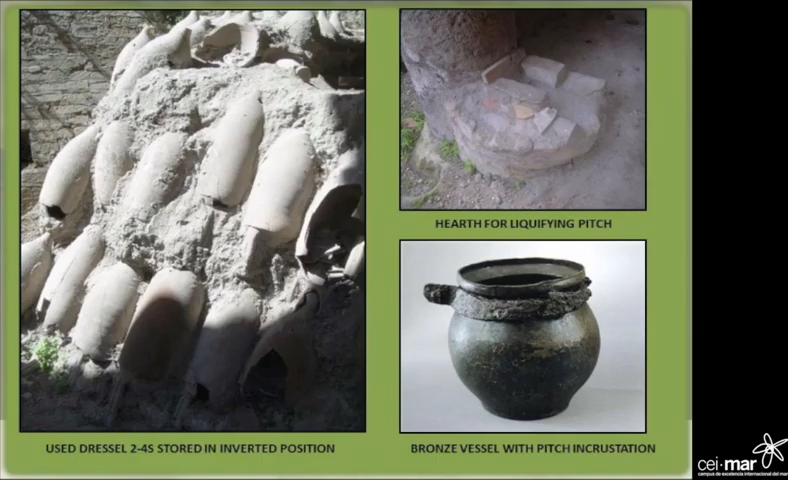 HEARTH FOR LIQUIFYING PITCH
USED DRESSEL 2-4S STORED IN INVERTED POSITION
BRONZE VESSEL WITH PITCH INCRUSTATION
cei·mar
campus de excelencia internacional del mar